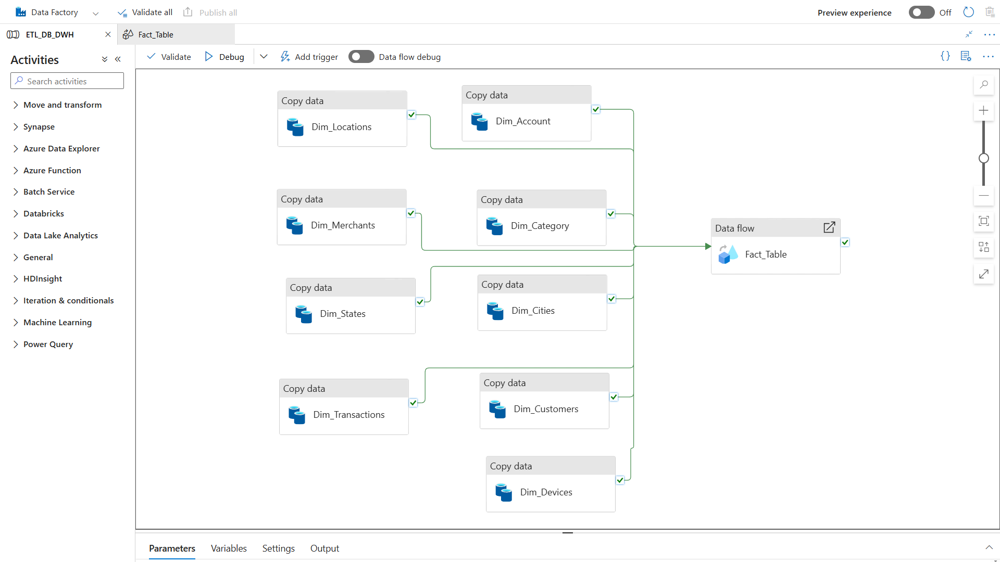 Data Factory
Validate all
Publish all
Preview experience
Off
ETL_DB_DWH
Fact_Table
Activities
Search activities
Move and transform
Synapse
Azure Data Explorer
Azure Function
Batch Service
Databricks
Data Lake Analytics
General
HDInsight
Iteration & conditionals
Machine Learning
Power Query
Validate
Debug
Add trigger
Data flow debug
Copy data
Dim_Locations
Copy data
Dim_Account
Copy data
Dim_Merchants
Copy data
Dim_Category
Data flow
Fact_Table
Copy data
Dim_States
Copy data
Dim_Cities
Copy data
Dim_Transactions
Copy data
Dim_Customers
Copy data
Dim_Devices
Parameters
Variables
Settings
Output